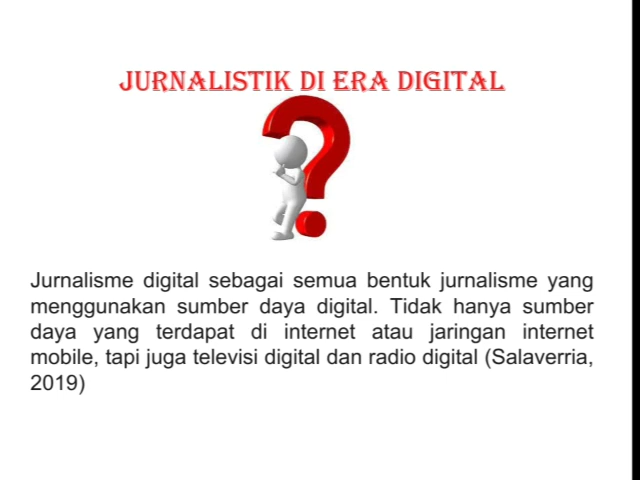 JURNALISTIK DI ERA DIGITAL
Jurnalisme digital sebagai semua bentuk jurnalisme yang
menggunakan sumber daya digital. Tidak hanya sumber
daya yang terdapat di internet atau jaringan internet
mobile, tapi juga televisi digital dan radio digital (Salaverria,
2019)